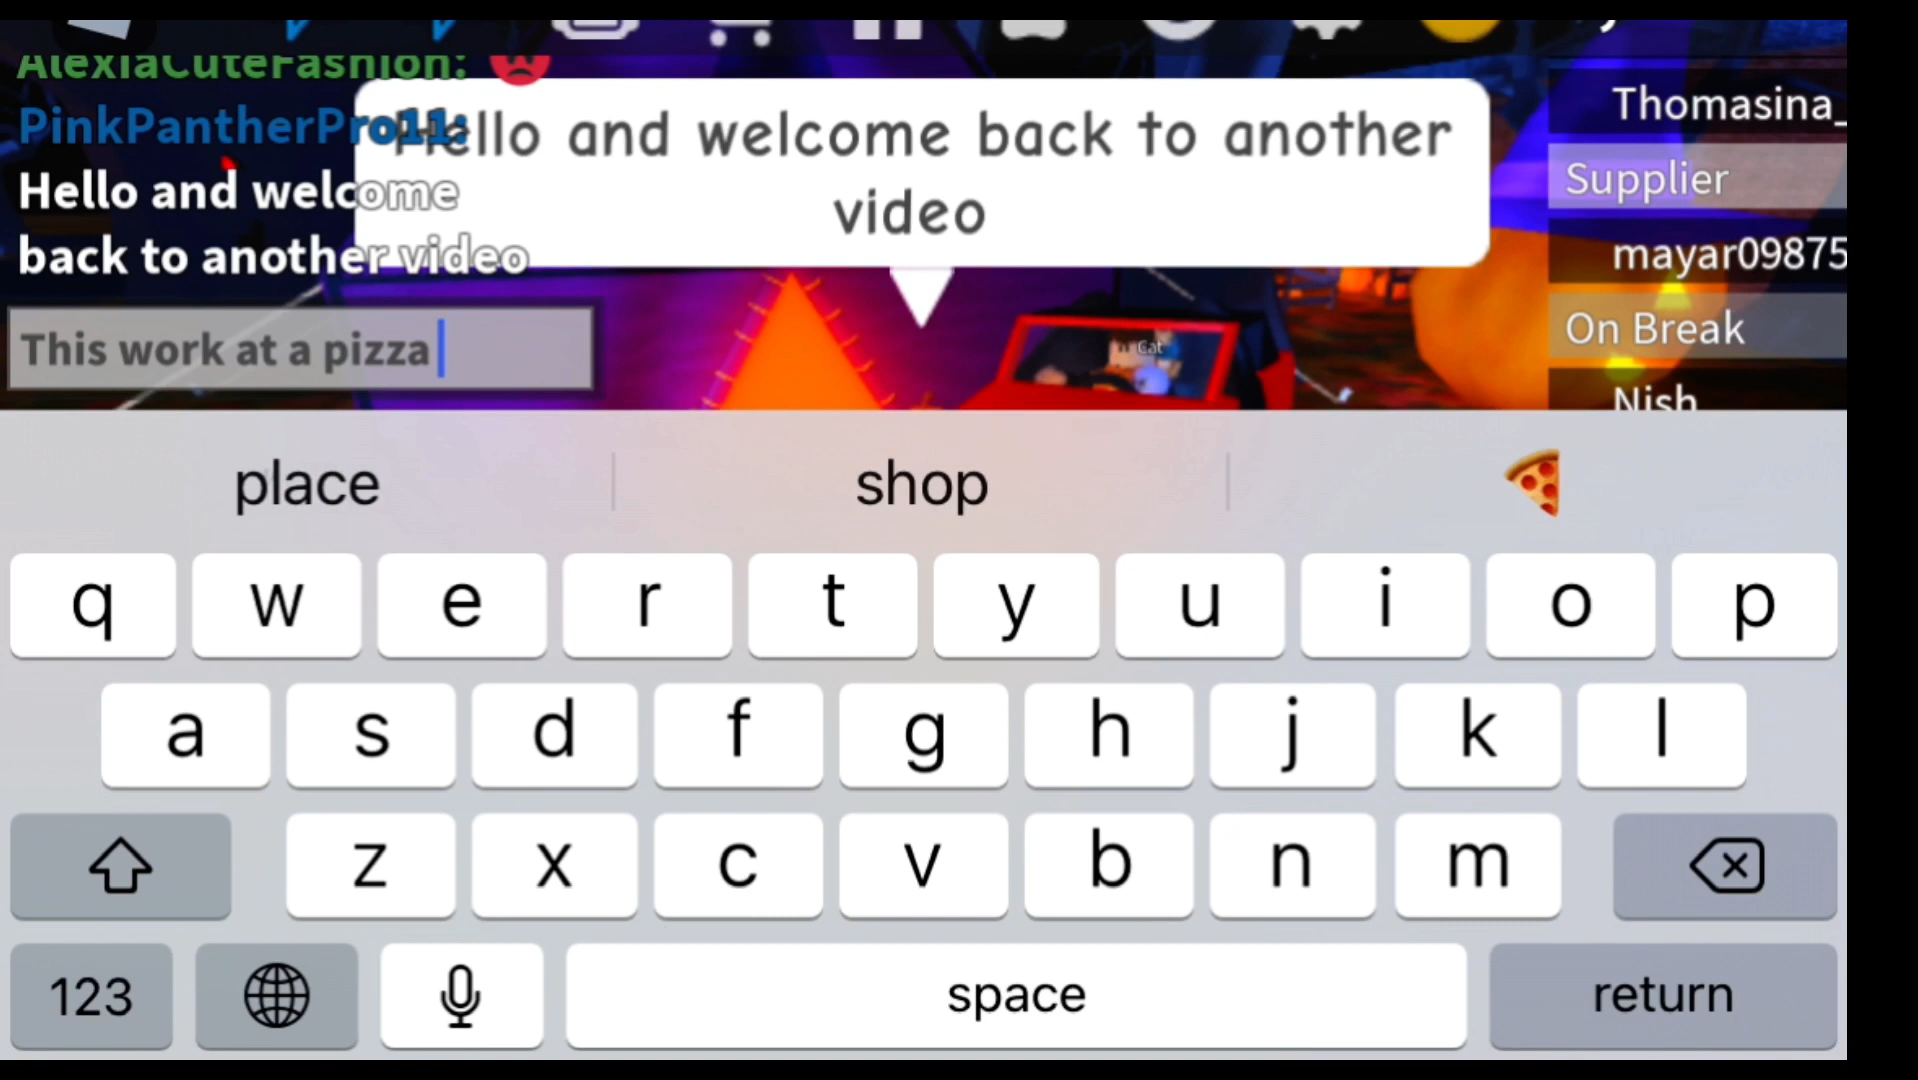 AlexiaCuteFashion:
PinkPantherPro11:
Hello and welcome
back to another video
Hello and welcome back to another
video
This work at a pizza
Thomasina_
Supplier
mayar09875
On Break
Nish
Cat
place
shop
q w e r t y u i o p
a s d f g h j k l
z x c v b n m
123
space
return